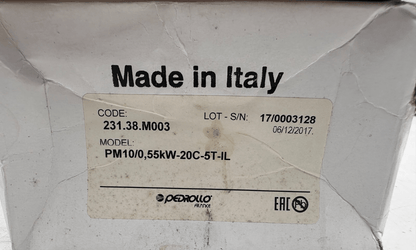 Made in Italy
CODE:
231.38.M003
LOT - S/N: 17/0003128
06/12/2017.
MODEL:
PM10/0,55kW-20C-5T-IL
PEDROLLO
EAC Pb